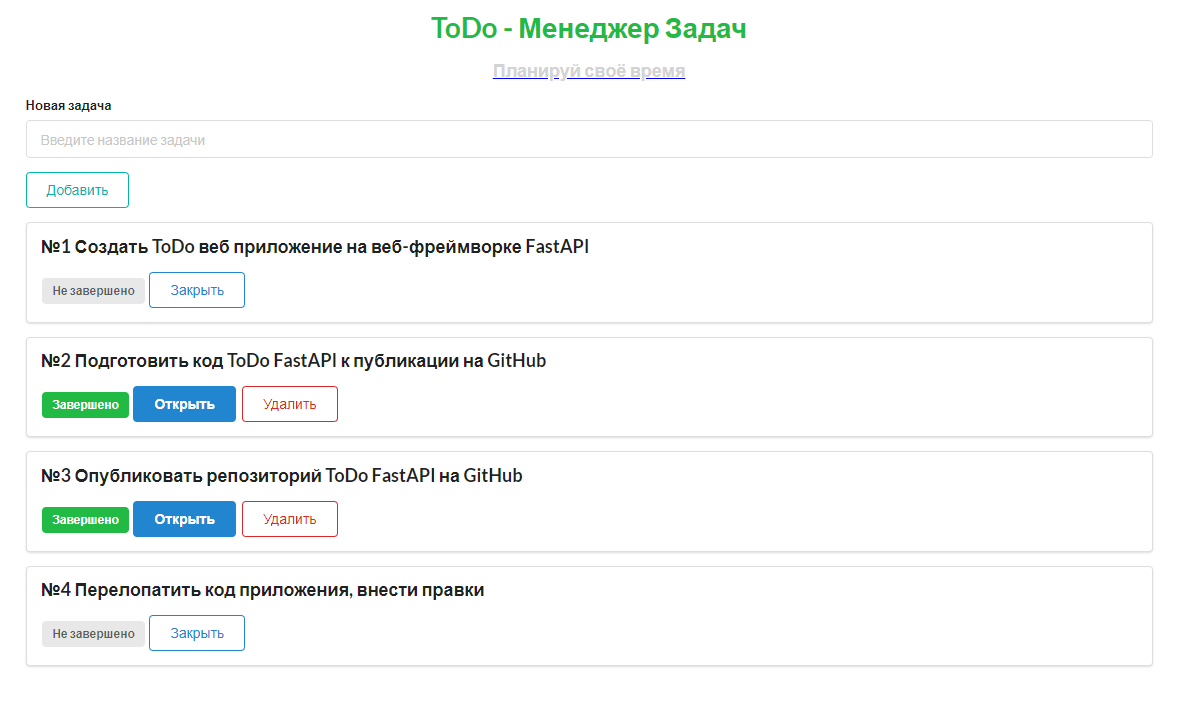 ToDo - Менеджер Задач
Планируй своё время
Новая задача
Введите название задачи
Добавить
№1 Создать ToDo веб приложение на веб-фреймворке FastAPI
Не завершено Закрыть
№2 Подготовить код ToDo FastAPI к публикации на GitHub
Завершено Открыть Удалить
№3 Опубликовать репозиторий ToDo FastAPI на GitHub
Завершено Открыть Удалить
№4 Перелопатить код приложения, внести правки
Не завершено Закрыть